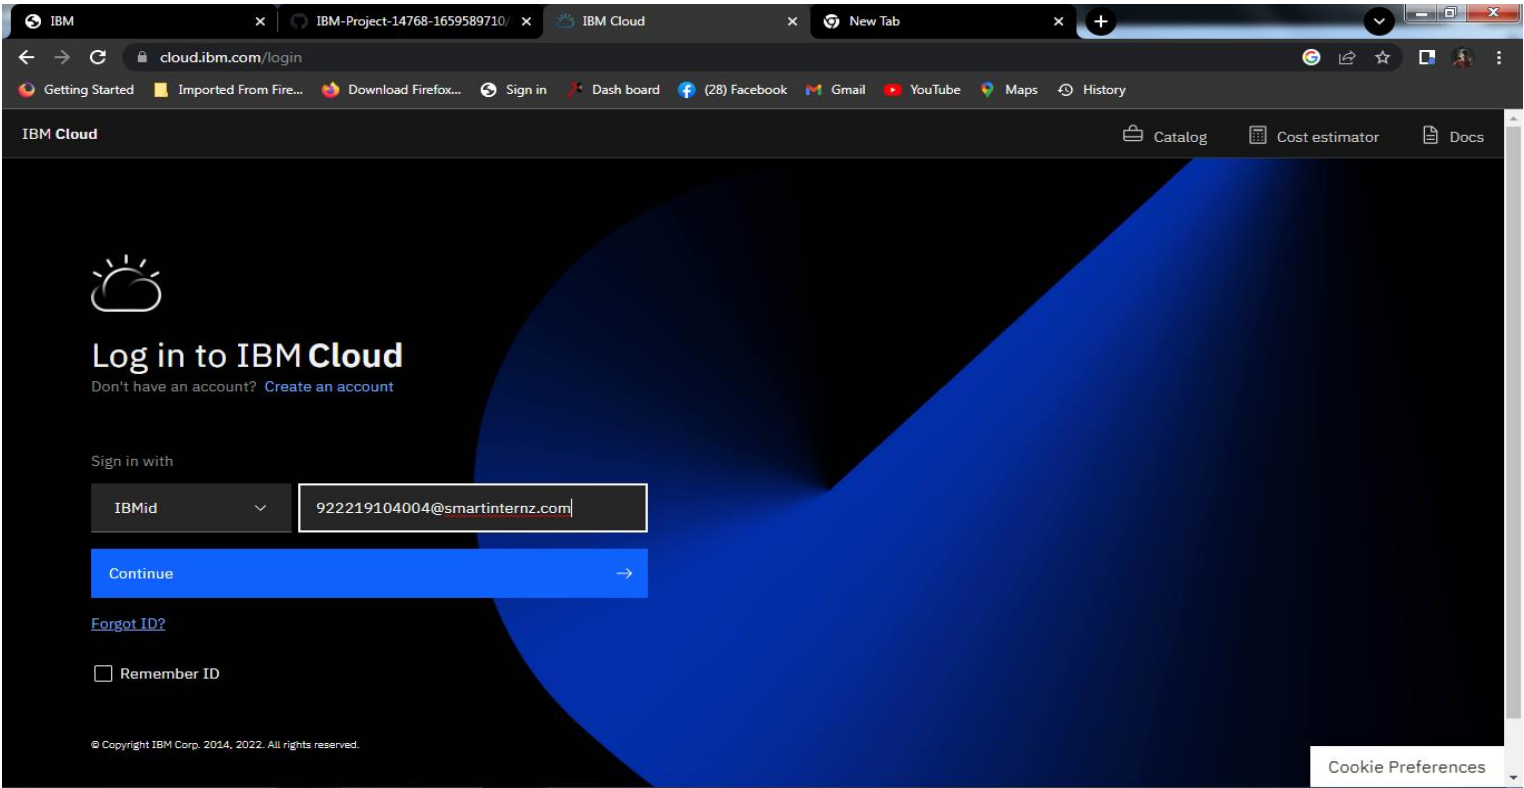 IBM
IBM-Project-14768-1659589710/
IBM Cloud
New Tab
cloud.ibm.com/login
Getting Started
Imported From Fire...
Download Firefox...
Sign in
Dash board
(28) Facebook
Gmail
YouTube
Maps
History
IBM Cloud
Catalog
Cost estimator
Docs
Log in to IBM Cloud
Don't have an account? Create an account
Sign in with
IBMid
922219104004@smartinternz.com
Continue
Forgot ID?
Remember ID
© Copyright IBM Corp. 2014, 2022. All rights reserved.
Cookie Preferences